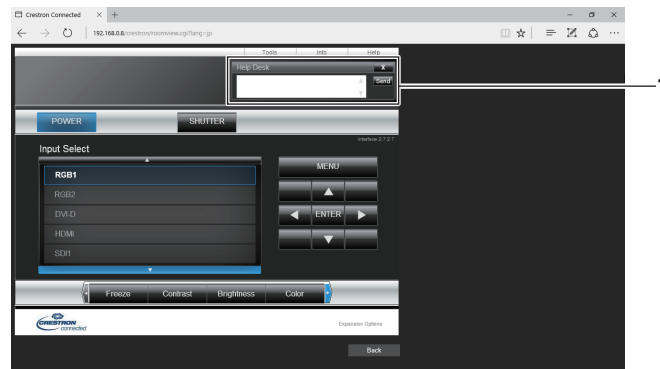 Crestron Connected
192.168.0.8/crestron/roomview.cgi?lang=jp
Tools Info Help
Help Desk X
Send
POWER SHUTTER
Interface 2.7.2.7
Input Select
RGB1
RGB2
DVI-D
HDMI
SDI1
MENU
ENTER
Freeze Contrast Brightness Color
CRESTRON
connected
Expansion Options
Back